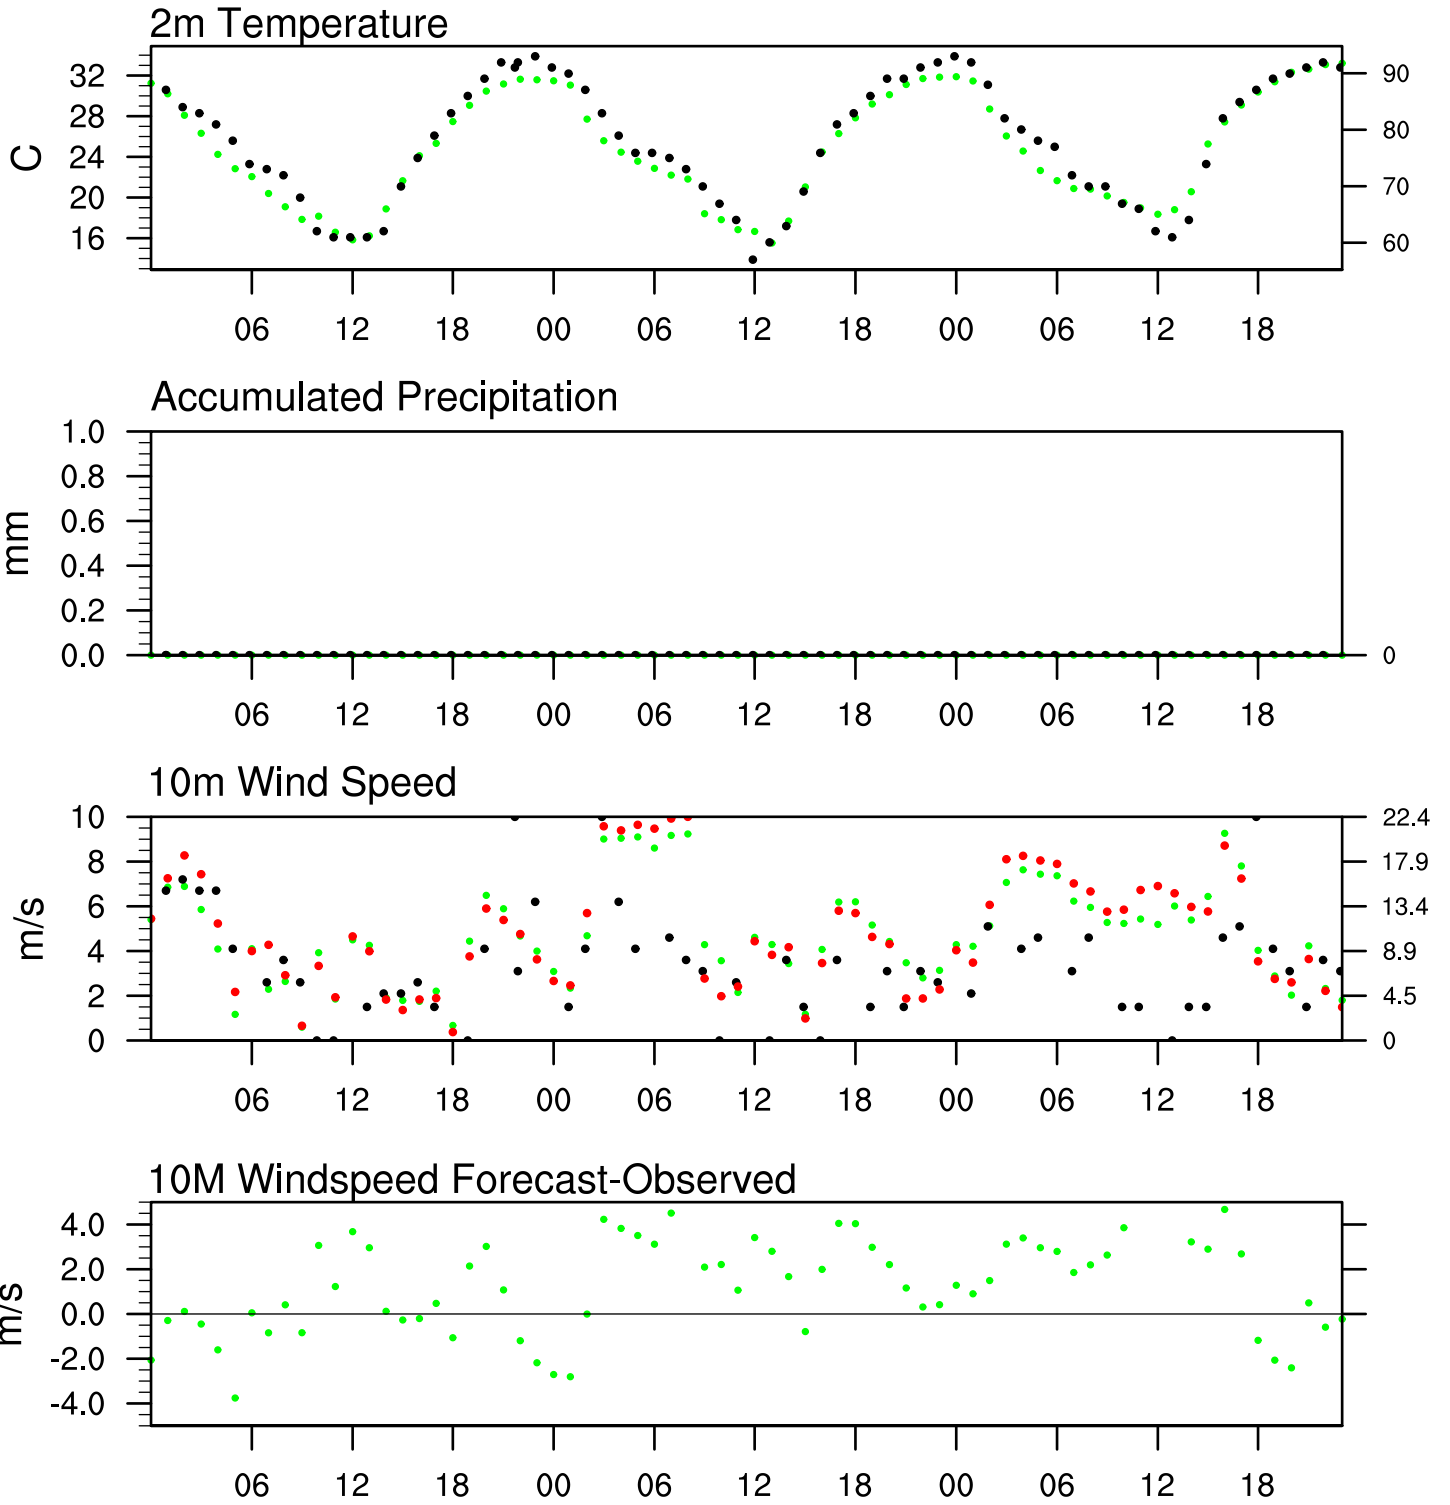 2m Temperature
32
28
24
20
16
C
90
80
70
60
06 12 18 00 06 12 18 00 06 12 18
Accumulated Precipitation
1.0
0.8
0.6
0.4
0.2
0.0
mm
0
06 12 18 00 06 12 18 00 06 12 18
10m Wind Speed
10
8
6
4
2
0
m/s
22.4
17.9
13.4
8.9
4.5
0
06 12 18 00 06 12 18 00 06 12 18
10M Windspeed Forecast-Observed
4.0
2.0
0.0
-2.0
-4.0
m/s
06 12 18 00 06 12 18 00 06 12 18